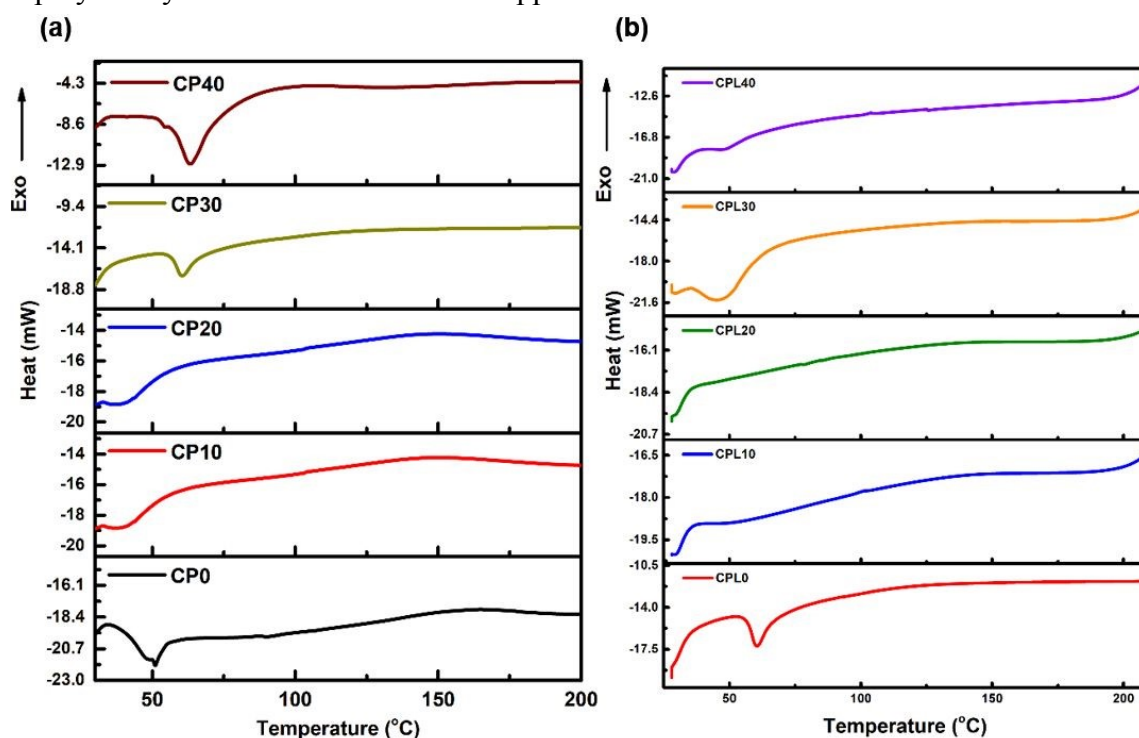 (a)
CP40
-4.3
-8.6
-12.9
CP30
-9.4
-14.1
-18.8
CP20
-14
-16
-18
-20
CP10
-14
-16
-18
-20
CP0
-16.1
-18.4
-20.7
-23.0
50
100
150
200
Temperature (°C)
Heat (mW)
Exo
(b)
CPL40
-12.6
-16.8
-21.0
CPL30
-14.4
-18.0
-21.6
CPL20
-16.1
-18.4
-20.7
CPL10
-16.5
-18.0
-19.5
CPL0
-10.5
-14.0
-17.5
50
100
150
200
Temperature (°C)
Heat (mW)
Exo